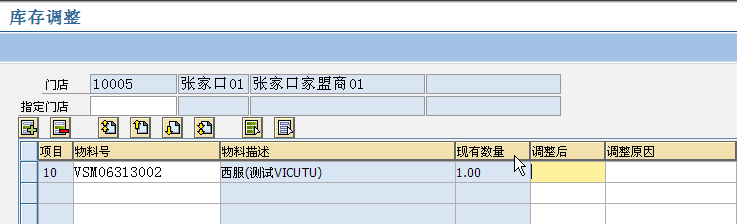 库存调整
门店 10005 张家口01 张家口家盟商01
指定门店
项目 物料号 物料描述 现有数量 调整后 调整原因
10 VSM06313002 西服(测试VICUTU) 1.00